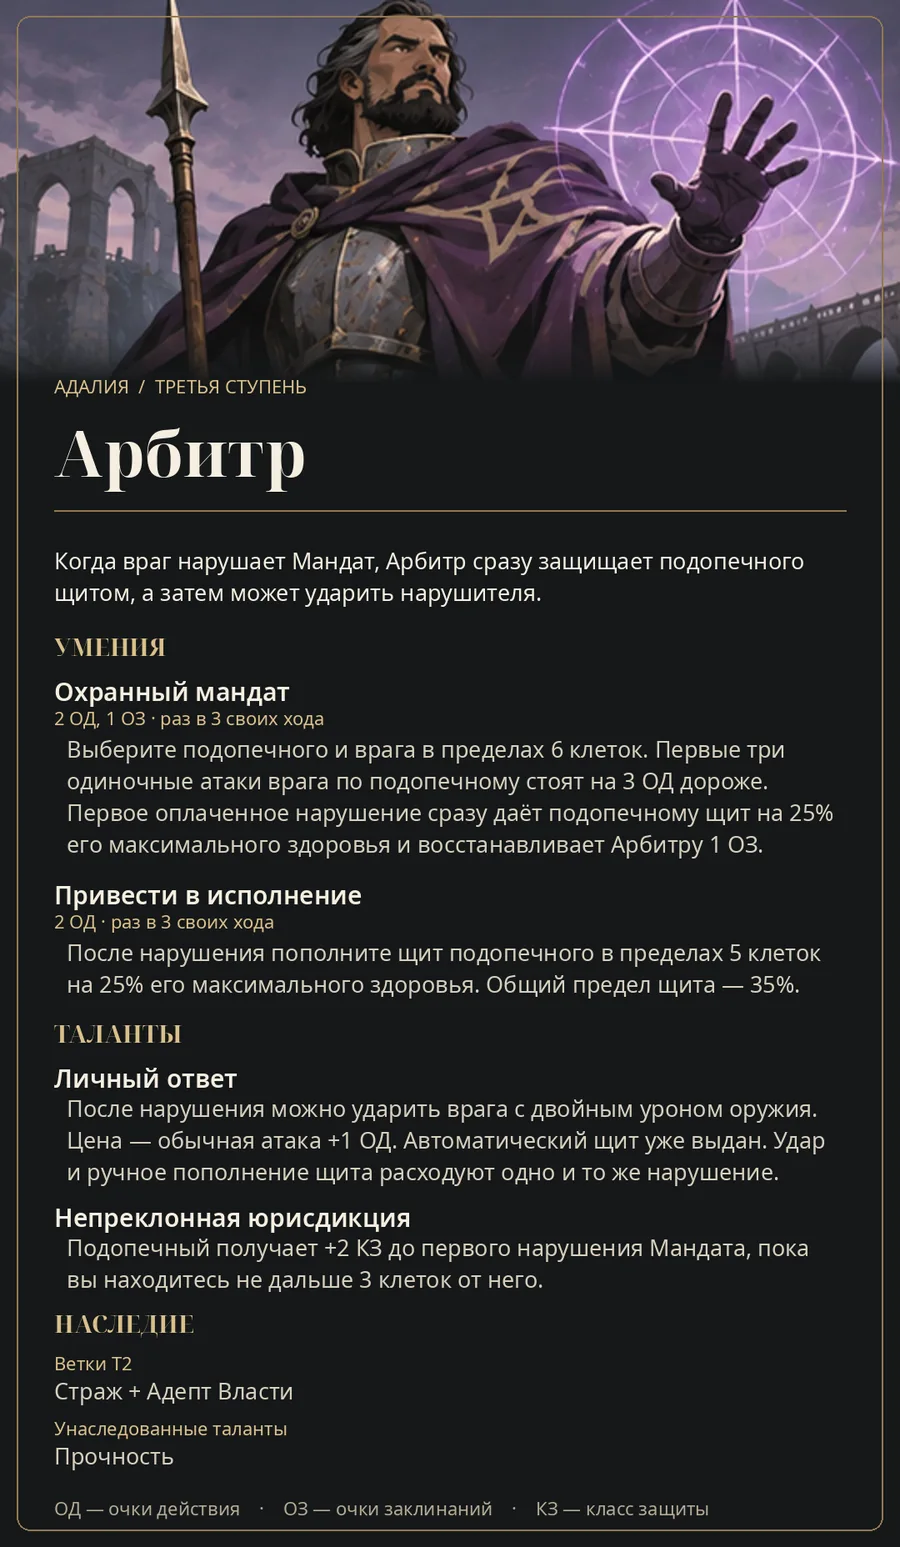 АДАЛИЯ / ТРЕТЬЯ СТУПЕНЬ
Арбитр
Когда враг нарушает Мандат, Арбитр сразу защищает подопечного
щитом, а затем может ударить нарушителя.
УМЕНИЯ
Охранный мандат
2 ОД, 1 ОЗ · раз в 3 своих хода
Выберите подопечного и врага в пределах 6 клеток. Первые три
одиночные атаки врага по подопечному стоят на 3 ОД дороже.
Первое оплаченное нарушение сразу даёт подопечному щит на 25%
его максимального здоровья и восстанавливает Арбитру 1 ОЗ.
Привести в исполнение
2 ОД · раз в 3 своих хода
После нарушения пополните щит подопечного в пределах 5 клеток
на 25% его максимального здоровья. Общий предел щита — 35%.
ТАЛАНТЫ
Личный ответ
После нарушения можно ударить врага с двойным уроном оружия.
Цена — обычная атака +1 ОД. Автоматический щит уже выдан. Удар
и ручное пополнение щита расходуют одно и то же нарушение.
Непреклонная юрисдикция
Подопечный получает +2 КЗ до первого нарушения Мандата, пока
вы находитесь не дальше 3 клеток от него.
НАСЛЕДИЕ
Ветки Т2
Страж + Адепт Власти
Унаследованные таланты
Прочность
ОД — очки действия · ОЗ — очки заклинаний · КЗ — класс защиты